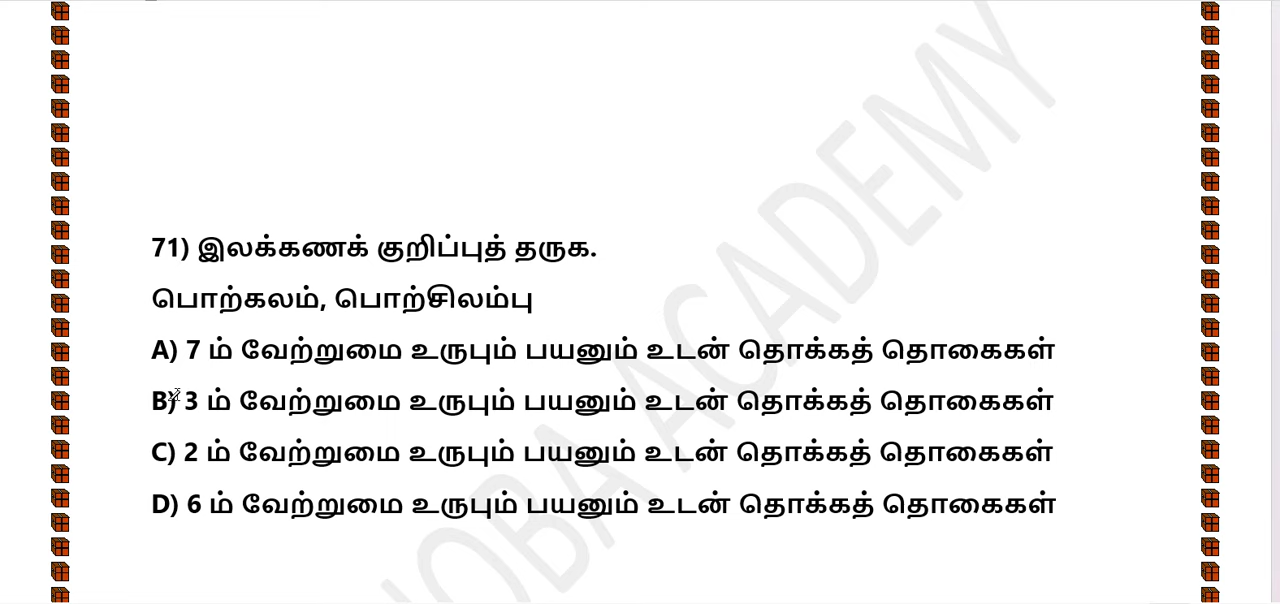 71) இலக்கணக் குறிப்புத் தருக.
பொற்கலம், பொற்சிலம்பு
A) 7 ம் வேற்றுமை உருபும் பயனும் உடன் தொக்கத் தொகைகள்
B) 3 ம் வேற்றுமை உருபும் பயனும் உடன் தொக்கத் தொகைகள்
C) 2 ம் வேற்றுமை உருபும் பயனும் உடன் தொக்கத் தொகைகள்
D) 6 ம் வேற்றுமை உருபும் பயனும் உடன் தொக்கத் தொகைகள்
ACADEMY